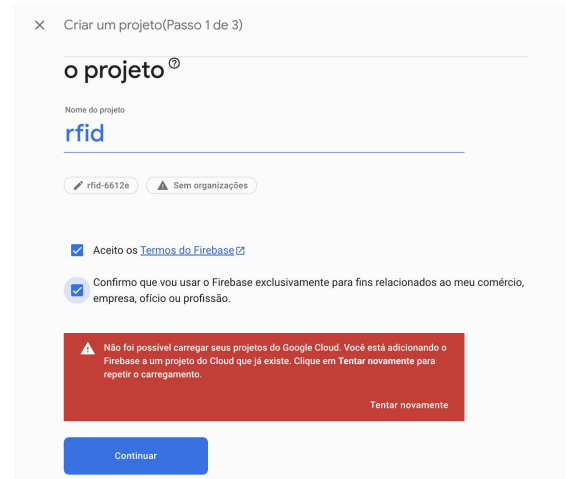 Criar um projeto(Passo 1 de 3)
o projeto
Nome do projeto
rfid
rfid-6612e
Sem organizações
Aceito os Termos do Firebase
Confirmo que vou usar o Firebase exclusivamente para fins relacionados ao meu comércio,
empresa, ofício ou profissão.
Não foi possível carregar seus projetos do Google Cloud. Você está adicionando o
Firebase a um projeto do Cloud que já existe. Clique em Tentar novamente para
repetir o carregamento.
Tentar novamente
Continuar